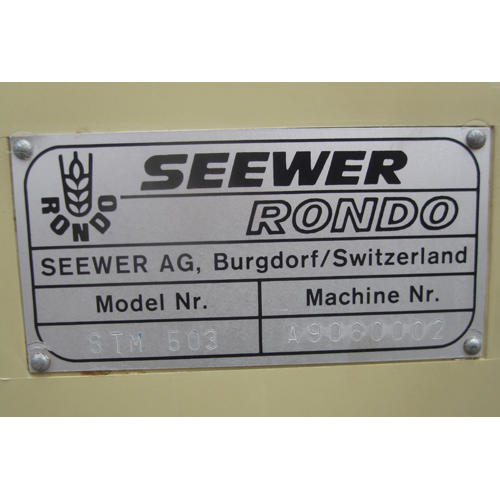 SEEWER
RONDO
RONDO
SEEWER AG, Burgdorf/Switzerland
Model Nr.
Machine Nr.
STM 503
A9060002